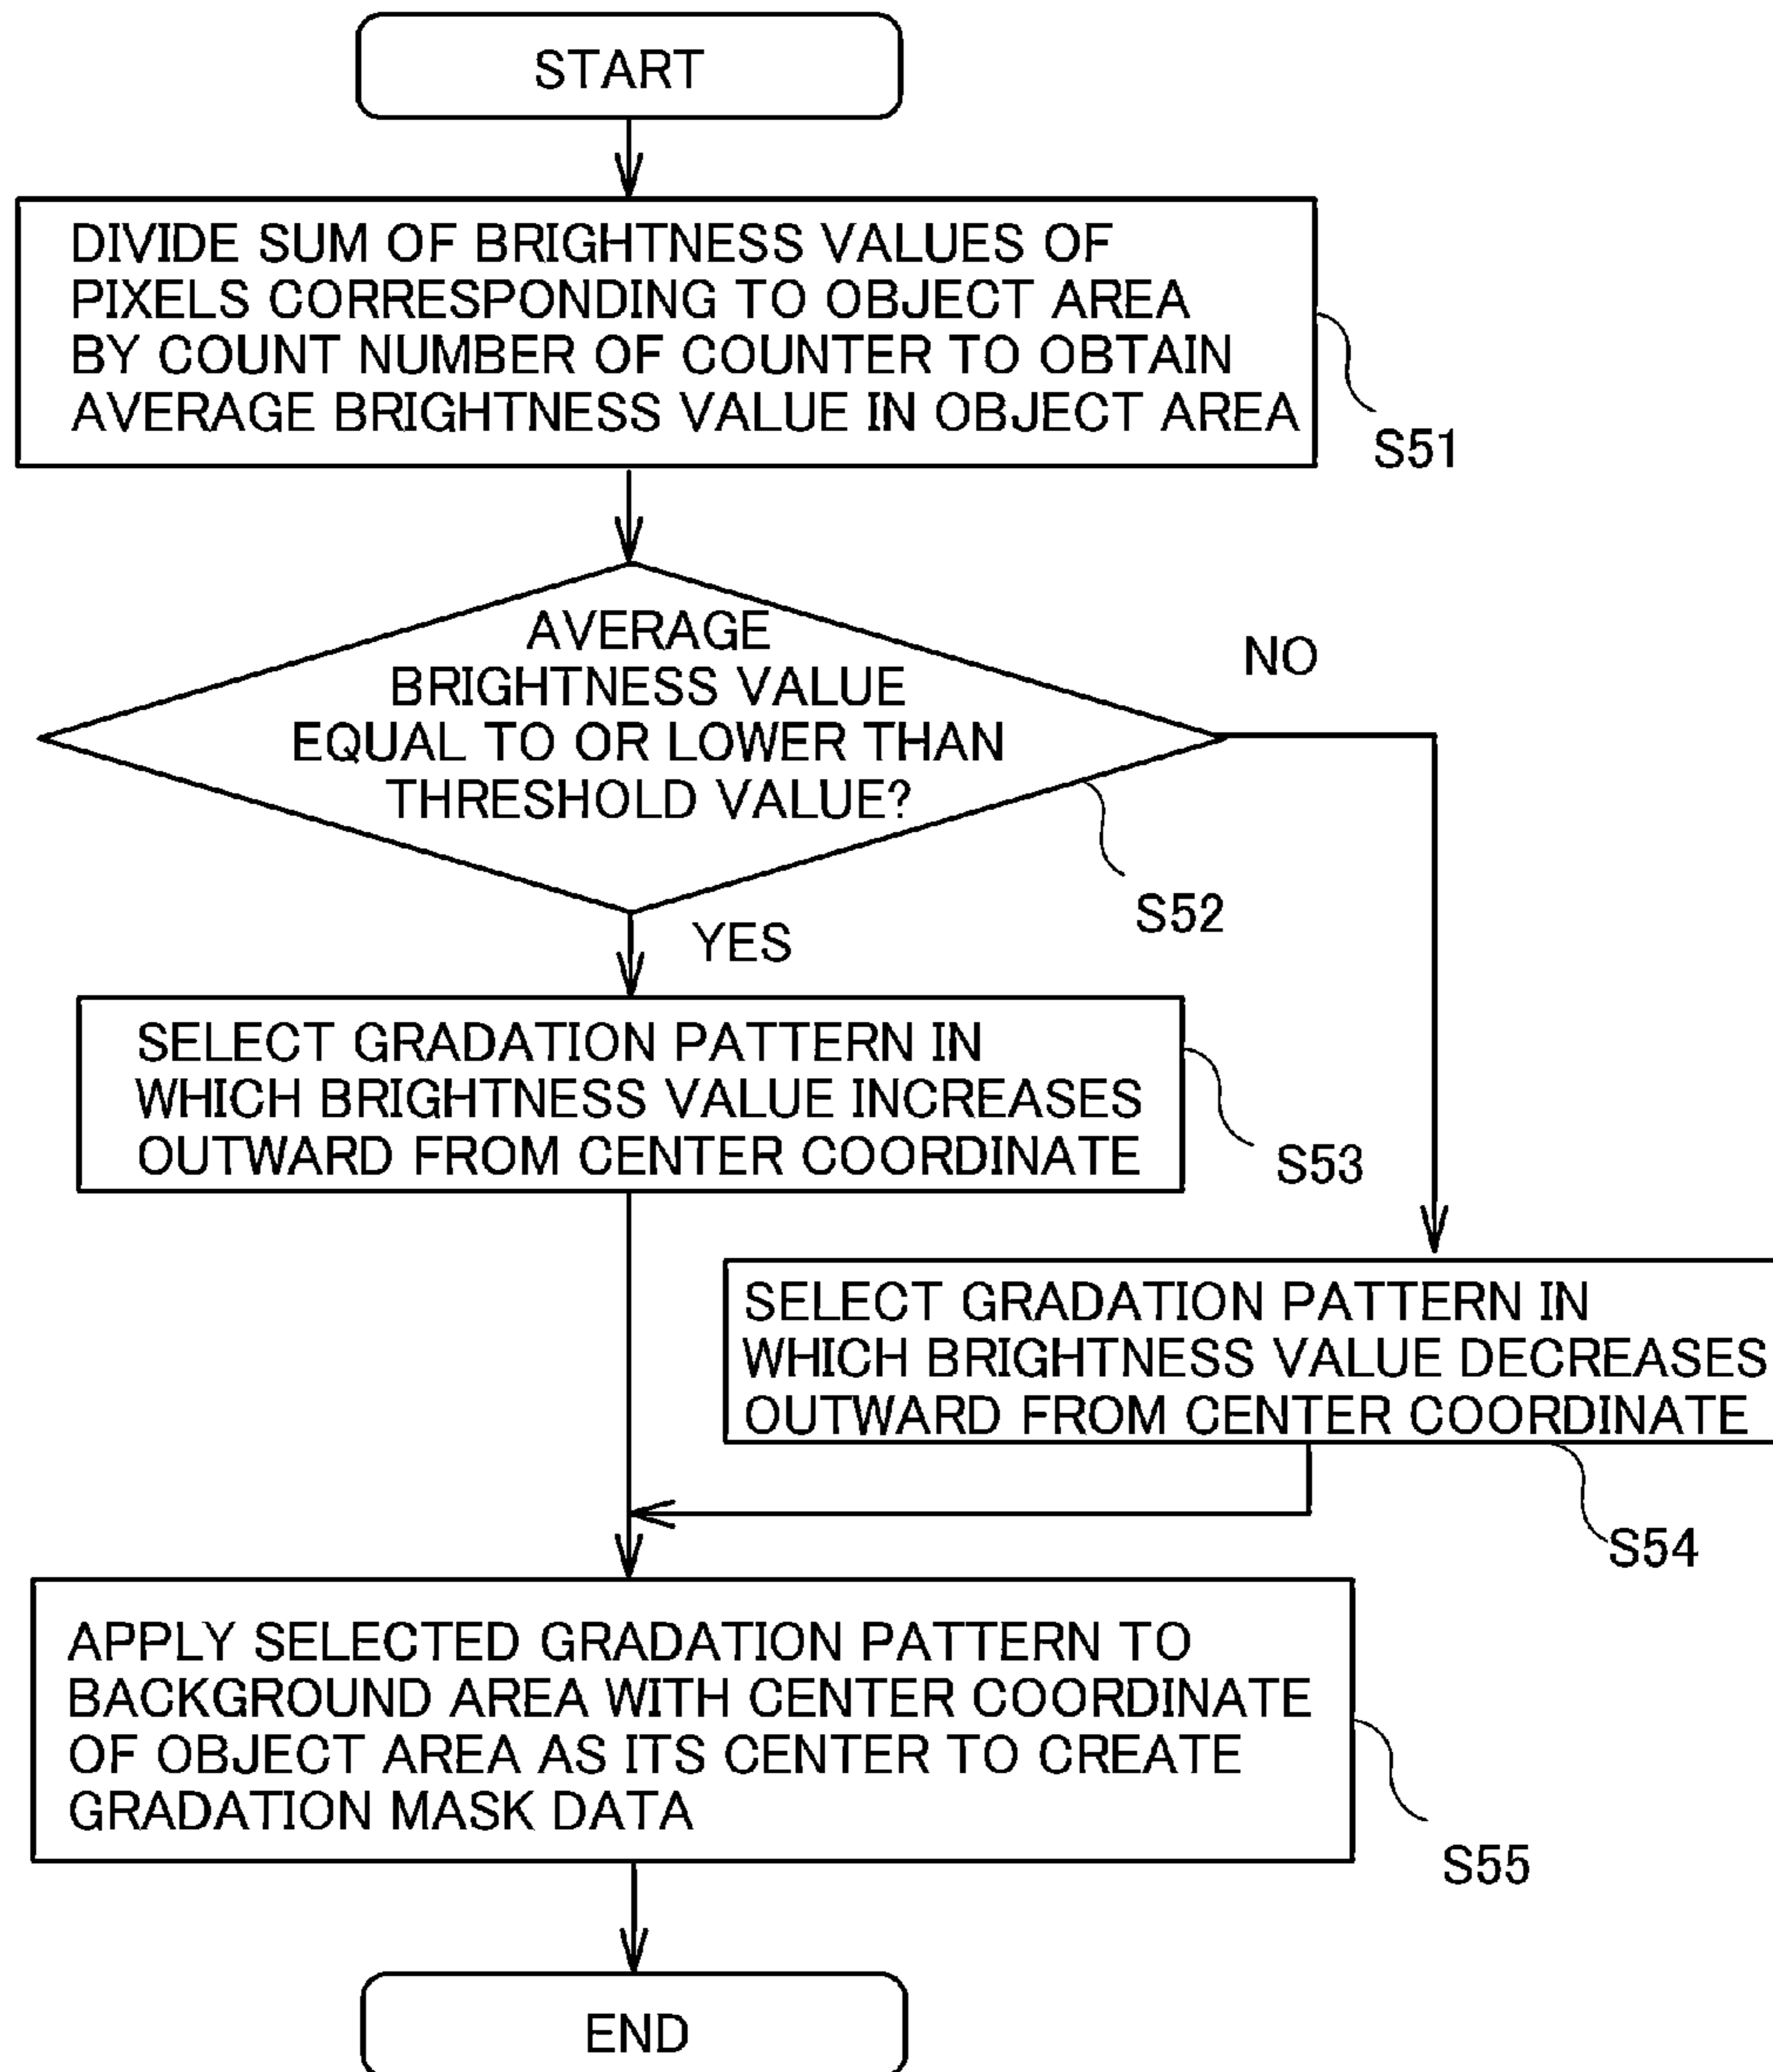 START
DIVIDE SUM OF BRIGHTNESS VALUES OF
PIXELS CORRESPONDING TO OBJECT AREA
BY COUNT NUMBER OF COUNTER TO OBTAIN
AVERAGE BRIGHTNESS VALUE IN OBJECT AREA
S51
AVERAGE
BRIGHTNESS VALUE
EQUAL TO OR LOWER THAN
THRESHOLD VALUE?
NO
S52
YES
SELECT GRADATION PATTERN IN
WHICH BRIGHTNESS VALUE INCREASES
OUTWARD FROM CENTER COORDINATE
S53
SELECT GRADATION PATTERN IN
WHICH BRIGHTNESS VALUE DECREASES
OUTWARD FROM CENTER COORDINATE
S54
APPLY SELECTED GRADATION PATTERN TO
BACKGROUND AREA WITH CENTER COORDINATE
OF OBJECT AREA AS ITS CENTER TO CREATE
GRADATION MASK DATA
S55
END